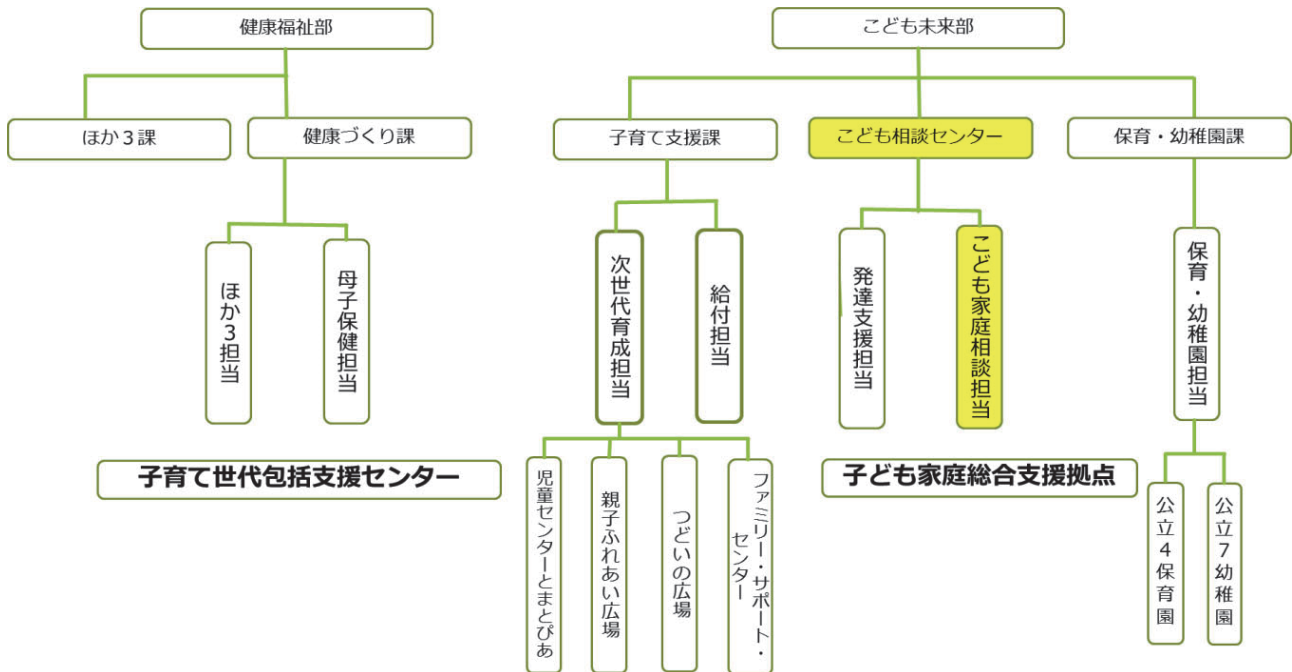 健康福祉部
こども未来部
ほか３課
健康づくり課
子育て支援課
こども相談センター
保育・幼稚園課
ほか３担当
母子保健担当
次世代育成担当
給付担当
発達支援担当
こども家庭相談担当
保育・幼稚園担当
子育て世代包括支援センター
子ども家庭総合支援拠点
児童センターとまとぴあ
親子ふれあい広場
つどいの広場
ファミリー・サポート・
センター
公立４保育園
公立７幼稚園